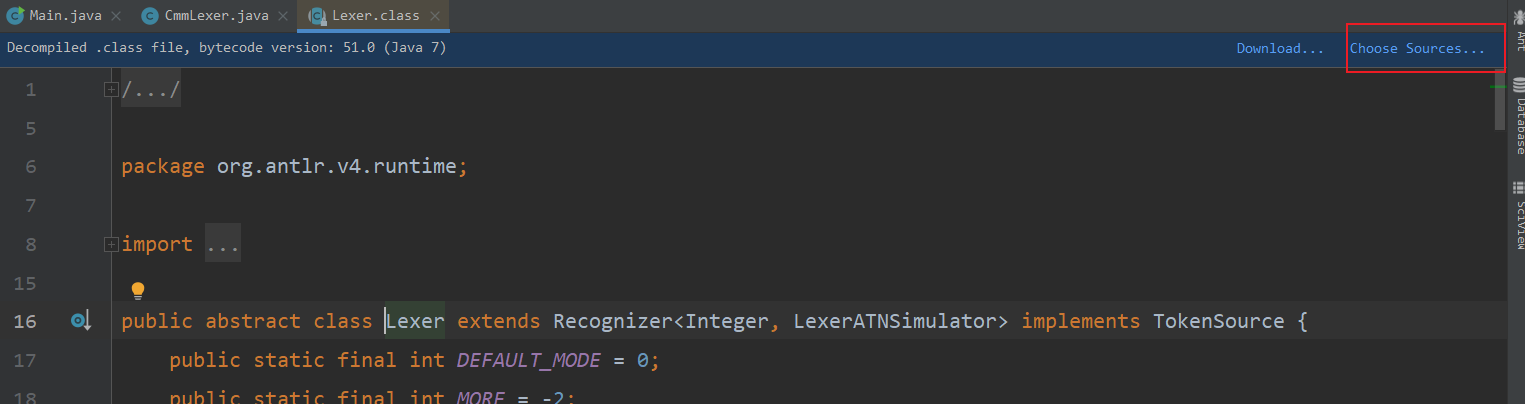 Main.java CmmLexer.java Lexer.class
Decompiled .class file, bytecode version: 51.0 (Java 7) Download... Choose Sources...
Ant
Database
SciView
1 /.../
5
6 package org.antlr.v4.runtime;
7
8 import ...
15
16 public abstract class Lexer extends Recognizer<Integer, LexerATNSimulator> implements TokenSource {
17 public static final int DEFAULT_MODE = 0;
18 public static final int MORE = -2;